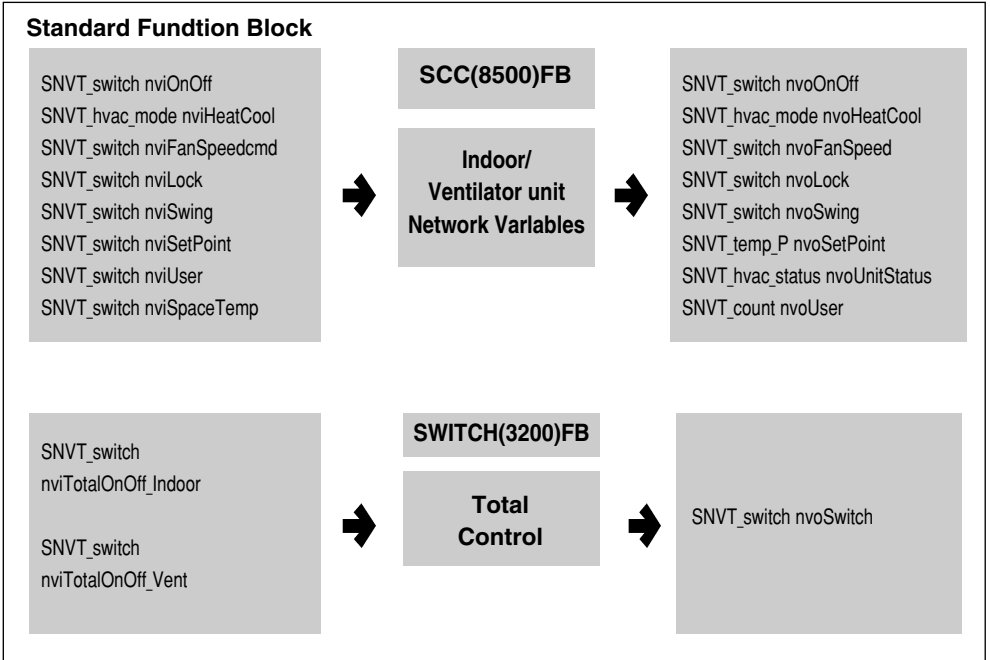 Standard Fundtion Block
SNVT_switch nviOnOff
SNVT_hvac_mode nviHeatCool
SNVT_switch nviFanSpeedcmd
SNVT_switch nviLock
SNVT_switch nviSwing
SNVT_switch nviSetPoint
SNVT_switch nviUser
SNVT_switch nviSpaceTemp
SCC(8500)FB
Indoor/
Ventilator unit
Network Varlables
SNVT_switch nvoOnOff
SNVT_hvac_mode nvoHeatCool
SNVT_switch nvoFanSpeed
SNVT_switch nvoLock
SNVT_switch nvoSwing
SNVT_temp_P nvoSetPoint
SNVT_hvac_status nvoUnitStatus
SNVT_count nvoUser
SNVT_switch
nviTotalOnOff_Indoor
SNVT_switch
nviTotalOnOff_Vent
SWITCH(3200)FB
Total
Control
SNVT_switch nvoSwitch